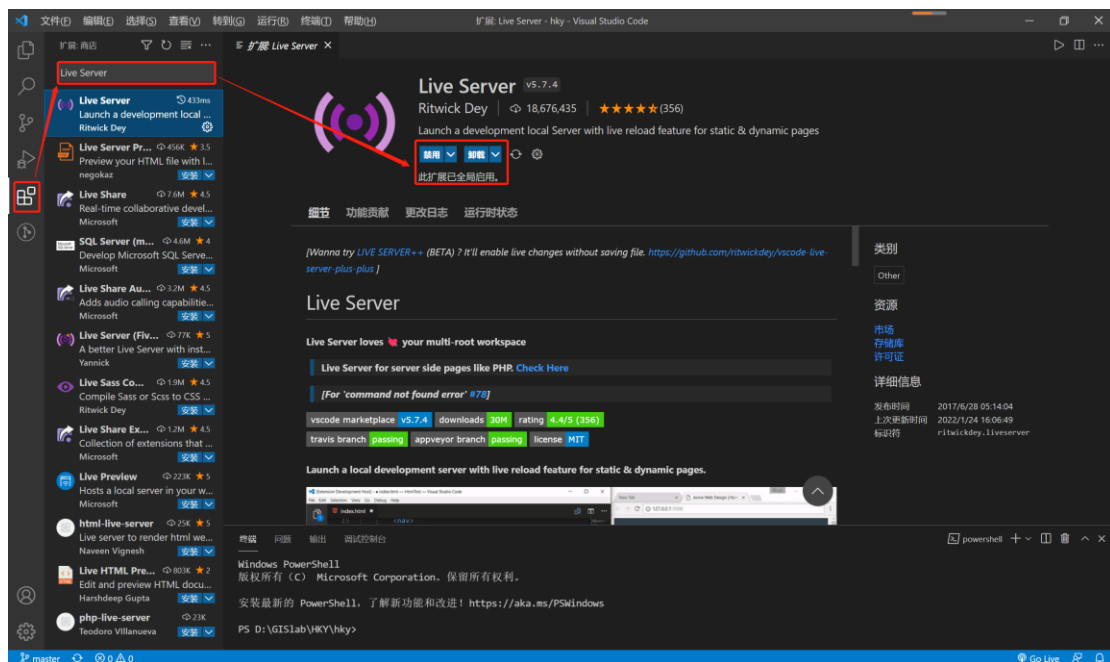 文件(F) 编辑(E) 选择(S) 查看(V) 转到(G) 运行(R) 终端(T) 帮助(H)
扩展: Live Server - hky - Visual Studio Code
扩展: 商店
Live Server
Live Server 433ms
Launch a development local ...
Ritwick Dey
Live Server Pr... 456K ★ 3.5
Preview your HTML file with l...
negokaz 安装
Live Share 7.6M ★ 4.5
Real-time collaborative devel...
Microsoft 安装
SQL Server (m... 4.6M ★ 4
Develop Microsoft SQL Serve...
Microsoft 安装
Live Share Au... 3.2M ★ 4.5
Adds audio calling capabilitie...
Microsoft 安装
Live Server (Fiv... 77K ★ 5
A better Live Server with inst...
Yannick 安装
Live Sass Co... 1.9M ★ 4.5
Compile Sass or Scss to CSS ...
Ritwick Dey 安装
Live Share Ex... 1.2M ★ 4.5
Collection of extensions that ...
Microsoft 安装
Live Preview 223K ★ 5
Hosts a local server in your w...
Microsoft 安装
html-live-server 25K ★ 5
Live server to render html we...
Naveen Vignesh 安装
Live HTML Pre... 803K ★ 2
Edit and preview HTML docu...
Harshdeep Gupta 安装
php-live-server 23K
Teodoro VIllanueva 安装
扩展: Live Server
Live Server v5.7.4
Ritwick Dey 18,676,435 ★★★★★(356)
Launch a development local Server with live reload feature for static & dynamic pages
禁用 卸载
此扩展已全局启用。
细节 功能贡献 更改日志 运行时状态
[Wanna try LIVE SERVER++ (BETA) ? It'll enable live changes without saving file. https://github.com/ritwickdey/vscode-live-
server-plus-plus ]
Live Server
Live Server loves your multi-root workspace
Live Server for server side pages like PHP. Check Here
[For 'command not found error' #78]
vscode marketplace v5.7.4 downloads 30M rating 4.4/5 (356)
travis branch passing appveyor branch passing license MIT
Launch a local development server with live reload feature for static & dynamic pages.
index.html
<nav>
类别
Other
资源
市场
存储库
许可证
详细信息
发布时间 2017/6/28 05:14:04
上次更新时间 2022/1/24 16:06:49
标识符 ritwickdey.liveserver
终端 问题 输出 调试控制台
powershell
Windows PowerShell
版权所有 (C) Microsoft Corporation。保留所有权利。
安装最新的 PowerShell，了解新功能和改进！https://aka.ms/PSWindows
PS D:\GISlab\HKY\hky>
master 0 0
Go Live